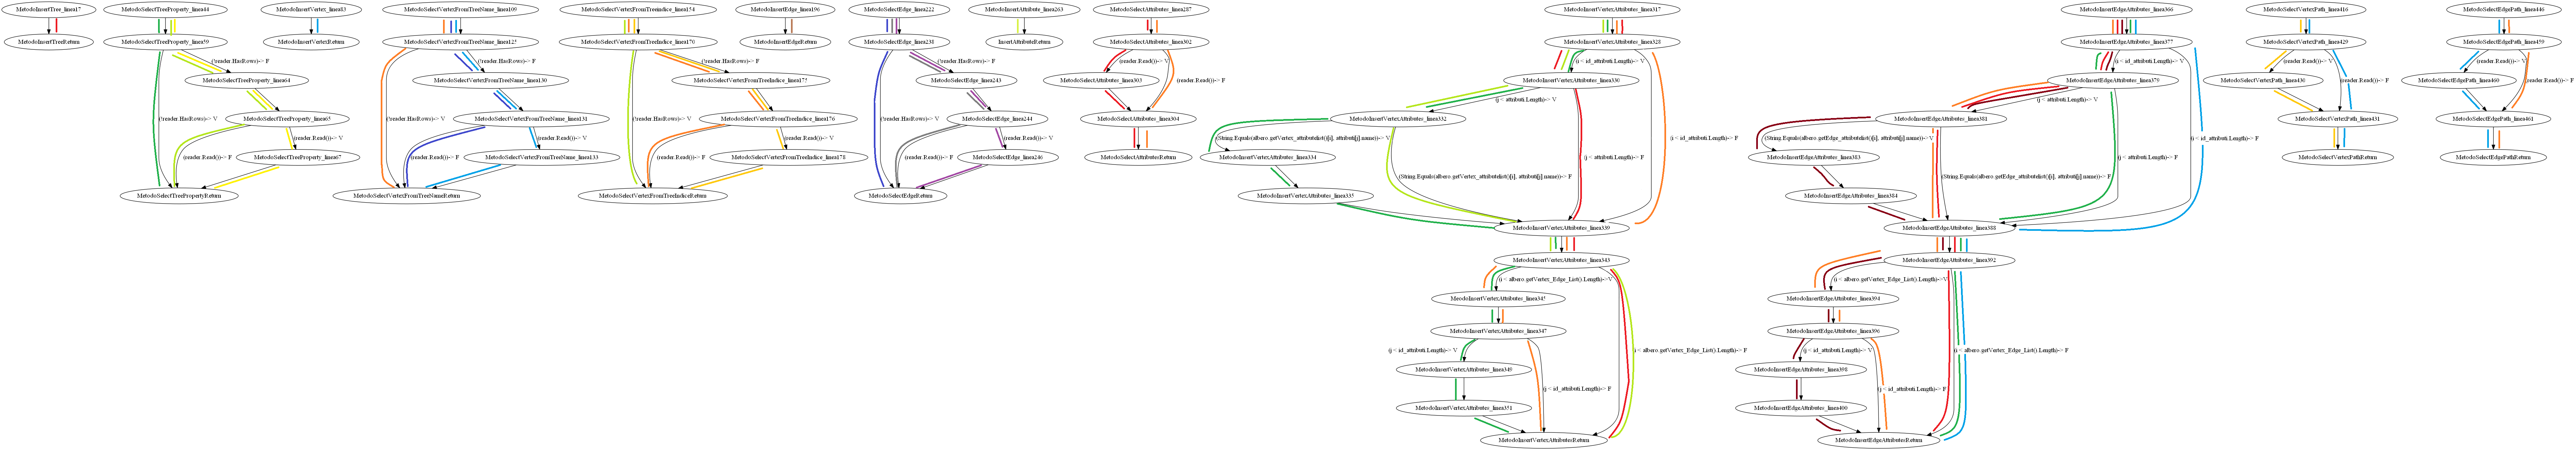 MetodoInsertTree_linea17
MetodoInsertTreeReturn
MetodoSelectTreeProperty_linea44
MetodoSelectTreeProperty_linea59
(!reader.HasRows)-> F
MetodoSelectTreeProperty_linea64
(!reader.HasRows)-> V
MetodoSelectTreeProperty_linea65
(reader.Read())-> V
(reader.Read())-> F
MetodoSelectTreeProperty_linea67
MetodoSelectTreePropertyReturn
MetodoInsertVertex_linea83
MetodoInsertVertexReturn
MetodoSelectVertexFromTreeName_linea109
MetodoSelectVertexFromTreeName_linea125
(!reader.HasRows)-> F
MetodoSelectVertexFromTreeName_linea130
(!reader.HasRows)-> V
MetodoSelectVertexFromTreeName_linea131
(reader.Read())-> V
(reader.Read())-> F
MetodoSelectVertexFromTreeName_linea133
MetodoSelectVertexFromTreeNameReturn
MetodoSelectVertexFromTreeindice_linea154
MetodoSelectVertexFromTreeIndice_linea170
(!reader.HasRows)-> F
MetodoSelectVertexFromTreeIndice_linea175
(!reader.HasRows)-> V
MetodoSelectVertexFromTreeIndice_linea176
(reader.Read())-> V
(reader.Read())-> F
MetodoSelectVertexFromTreeIndice_linea178
MetodoSelectVertexFromTreeIndiceReturn
MetodoInsertEdge_linea196
MetodoInsertEdgeReturn
MetodoSelectEdge_linea222
MetodoSelectEdge_linea238
(!reader.HasRows)-> F
MetodoSelectEdge_linea243
(!reader.HasRows)-> V
MetodoSelectEdge_linea244
(reader.Read())-> V
(reader.Read())-> F
MetodoSelectEdge_linea246
MetodoSelectEdgeReturn
MetodoInsertAttribute_linea263
InsertAttributeReturn
MetodoSelectAttributes_linea287
MetodoSelectAttributes_linea302
(reader.Read())-> V
MetodoSelectAttributes_linea303
(reader.Read())-> F
MetodoSelectAttributes_linea304
MetodoSelectAttributesReturn
MetodoInsertVertexAttributes_linea317
MetodoInsertVertexAttributes_linea328
(i < id_attributi.Length)-> V
MetodoInsertVertexAttributes_linea330
(j < attributi.Length)-> V
MetodoInsertVertexAttributes_linea332
(String.Equals(albero.getVertex_attributelist()[i], attributi[j].name))-> V
(i < id_attributi.Length)-> F
MetodoInsertVertexAttributes_linea334
(j < attributi.Length)-> F
(String.Equals(albero.getVertex_attributelist()[i], attributi[j].name))-> F
MetodoInsertVertexAttributes_linea335
MetodoInsertVertexAttributes_linea339
MetodoInsertVertexAttributes_linea343
(i < albero.getVertex_Edge_List().Length)->V
MeodoInsertVertexAttributes_linea345
MetodoInsertVertexAttributes_linea347
(j < id_attributi.Length)-> V
(i < albero.getVertex_Edge_List().Length)-> F
MetodoInsertVertexAttributes_linea349
(j < id_attributi.Length)-> F
MetodoInsertVertexAttributes_linea351
MetodoInsertVertexAttributesReturn
MetodoInsertEdgeAttributes_linea366
MetodoInsertEdgeAttributes_linea377
(i < id_attributi.Length)-> V
MetodoInsertEdgeAttributes_linea379
(j < attributi.Length)-> V
MetodoInsertEdgeAttributes_linea381
(String.Equals(albero.getEdge_attributelist()[i], attributi[j].name))-> V
(i < id_attributi.Length)-> F
MetodoInsertEdgeAttributes_linea383
(j < attributi.Length)-> F
(String.Equals(albero.getEdge_attributelist()[i], attributi[j].name))-> F
MetodoInsertEdgeAttributes_linea384
MetodoInsertEdgeAttributes_linea388
MetodoInsertEdgeAttributes_linea392
(i < albero.getVertex_Edge_List().Length)->V
MetodoInsertEdgeAttributes_linea394
MetodoInsertEdgeAttributes_linea396
(j < id_attributi.Length)-> V
(i < albero.getVertex_Edge_List().Length)-> F
MetodoInsertEdgeAttributes_linea398
(j < id_attributi.Length)-> F
MetodoInsertEdgeAttributes_linea400
MetodoInsertEdgeAttributesReturn
MetodoSelectVertexPath_linea416
MetodoSelectVertexPath_linea429
(reader.Read())-> V
MetodoSelectVertexPath_linea430
(reader.Read())-> F
MetodoSelectVertexPath_linea431
MetodoSelectVertexPathReturn
MetodoSelectEdgePath_linea446
MetodoSelectEdgePath_linea459
(reader.Read())-> V
MetodoSelectEdgePath_linea460
(reader.Read())-> F
MetodoSelectEdgePath_linea461
MetodoSelectEdgePathReturn